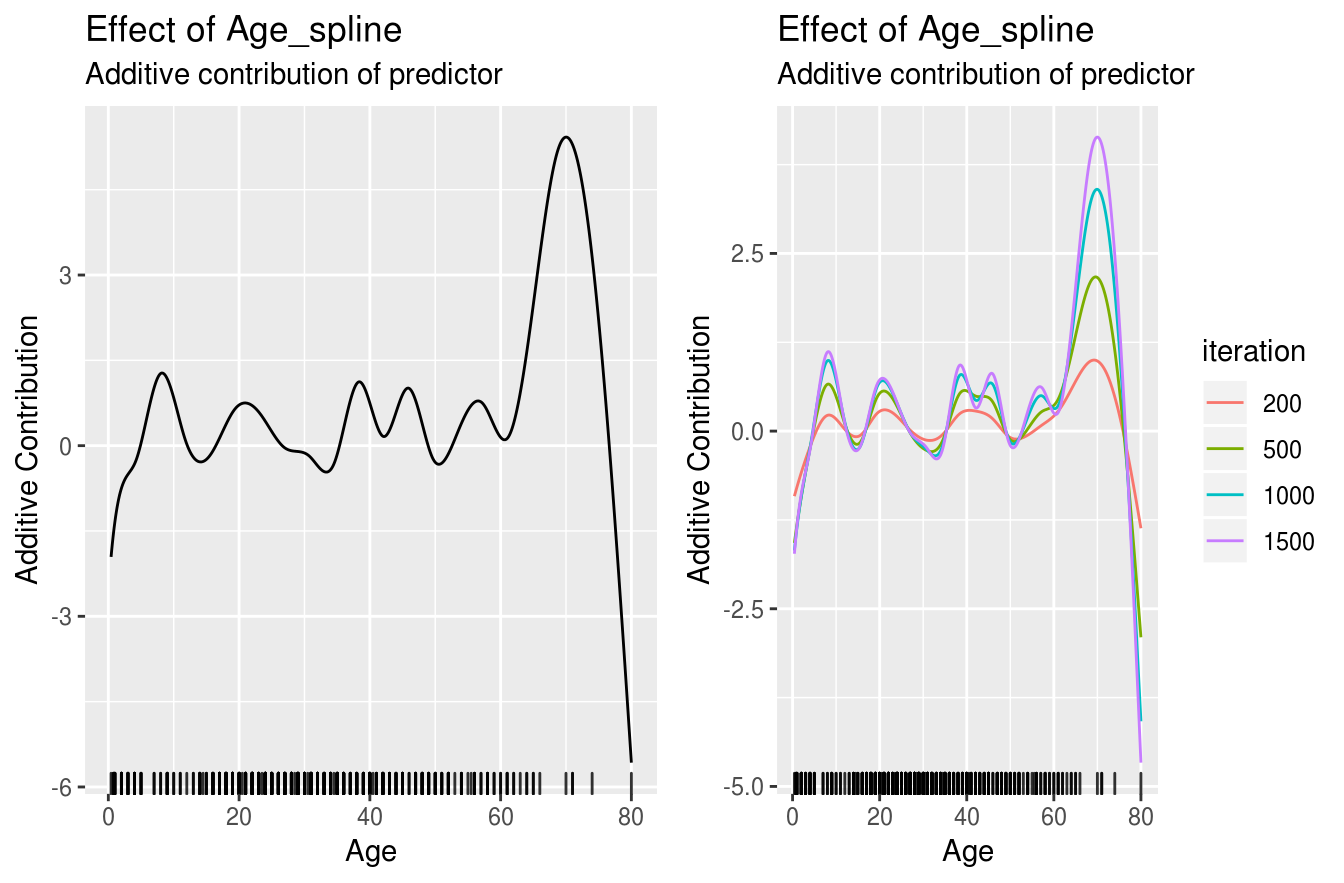 Effect of Age_spline
Additive contribution of predictor
Additive Contribution
3
0
-3
-6
0 20 40 60 80
Age
Effect of Age_spline
Additive contribution of predictor
Additive Contribution
2.5
0.0
-2.5
-5.0
0 20 40 60 80
Age
iteration
200
500
1000
1500